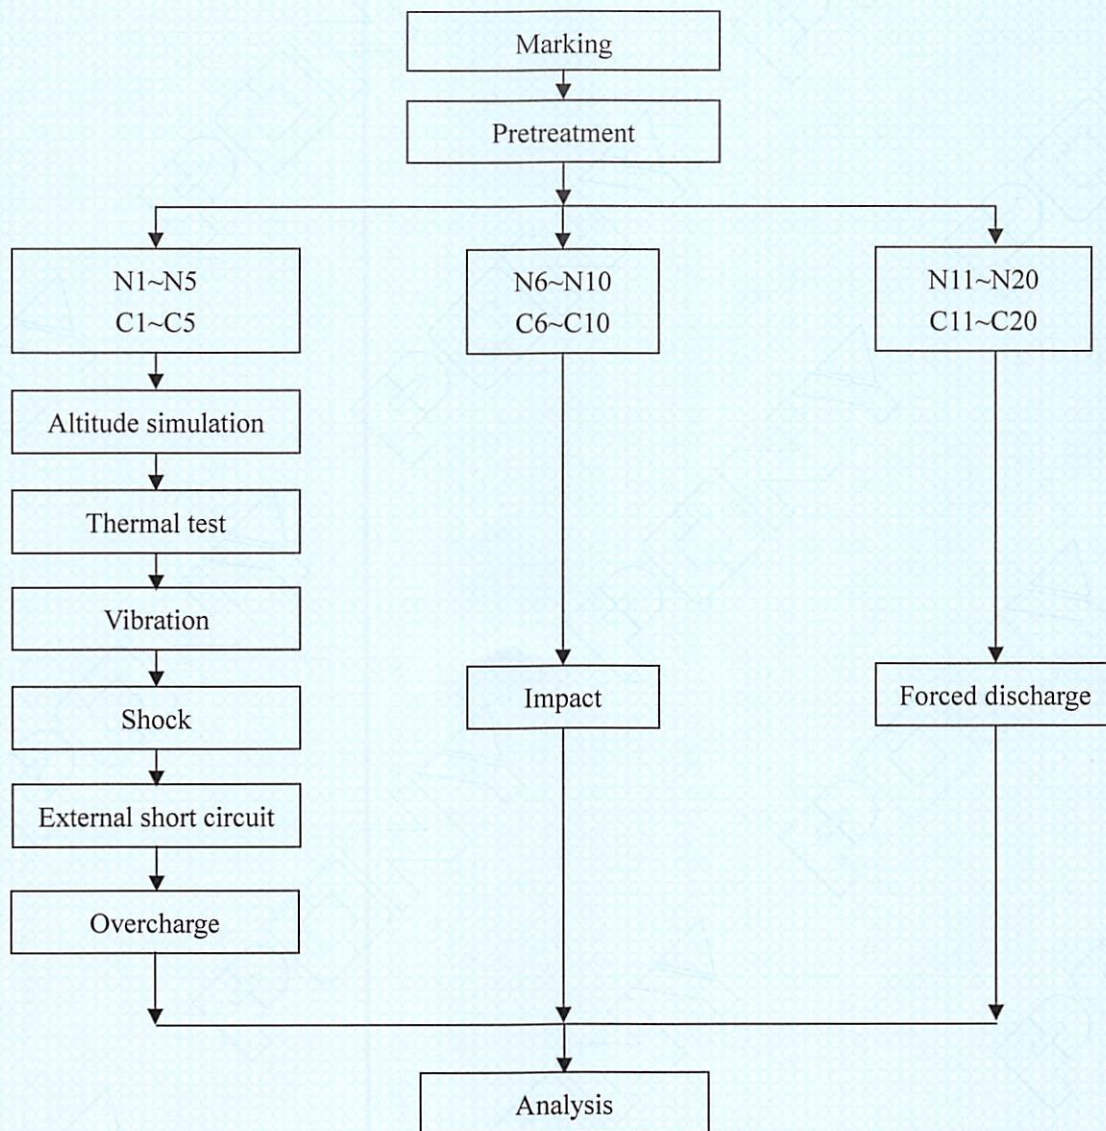 Marking
Pretreatment
N1~N5
C1~C5
N6~N10
C6~C10
N11~N20
C11~C20
Altitude simulation
Thermal test
Vibration
Shock
External short circuit
Overcharge
Impact
Forced discharge
Analysis